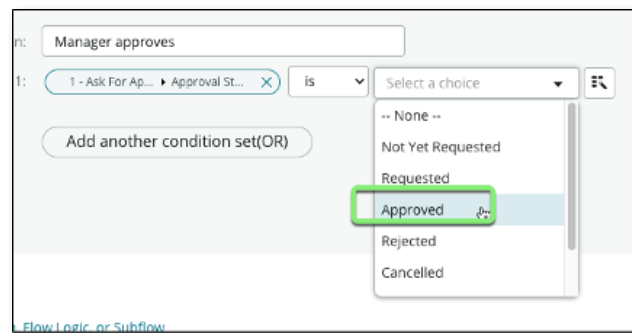 n: Manager approves
1: 1 - Ask For Ap... ▸ Approval St... X is Select a choice
-- None --
Add another condition set(OR) Not Yet Requested
Requested
Approved
Rejected
Cancelled
, Flow Logic, or Subflow